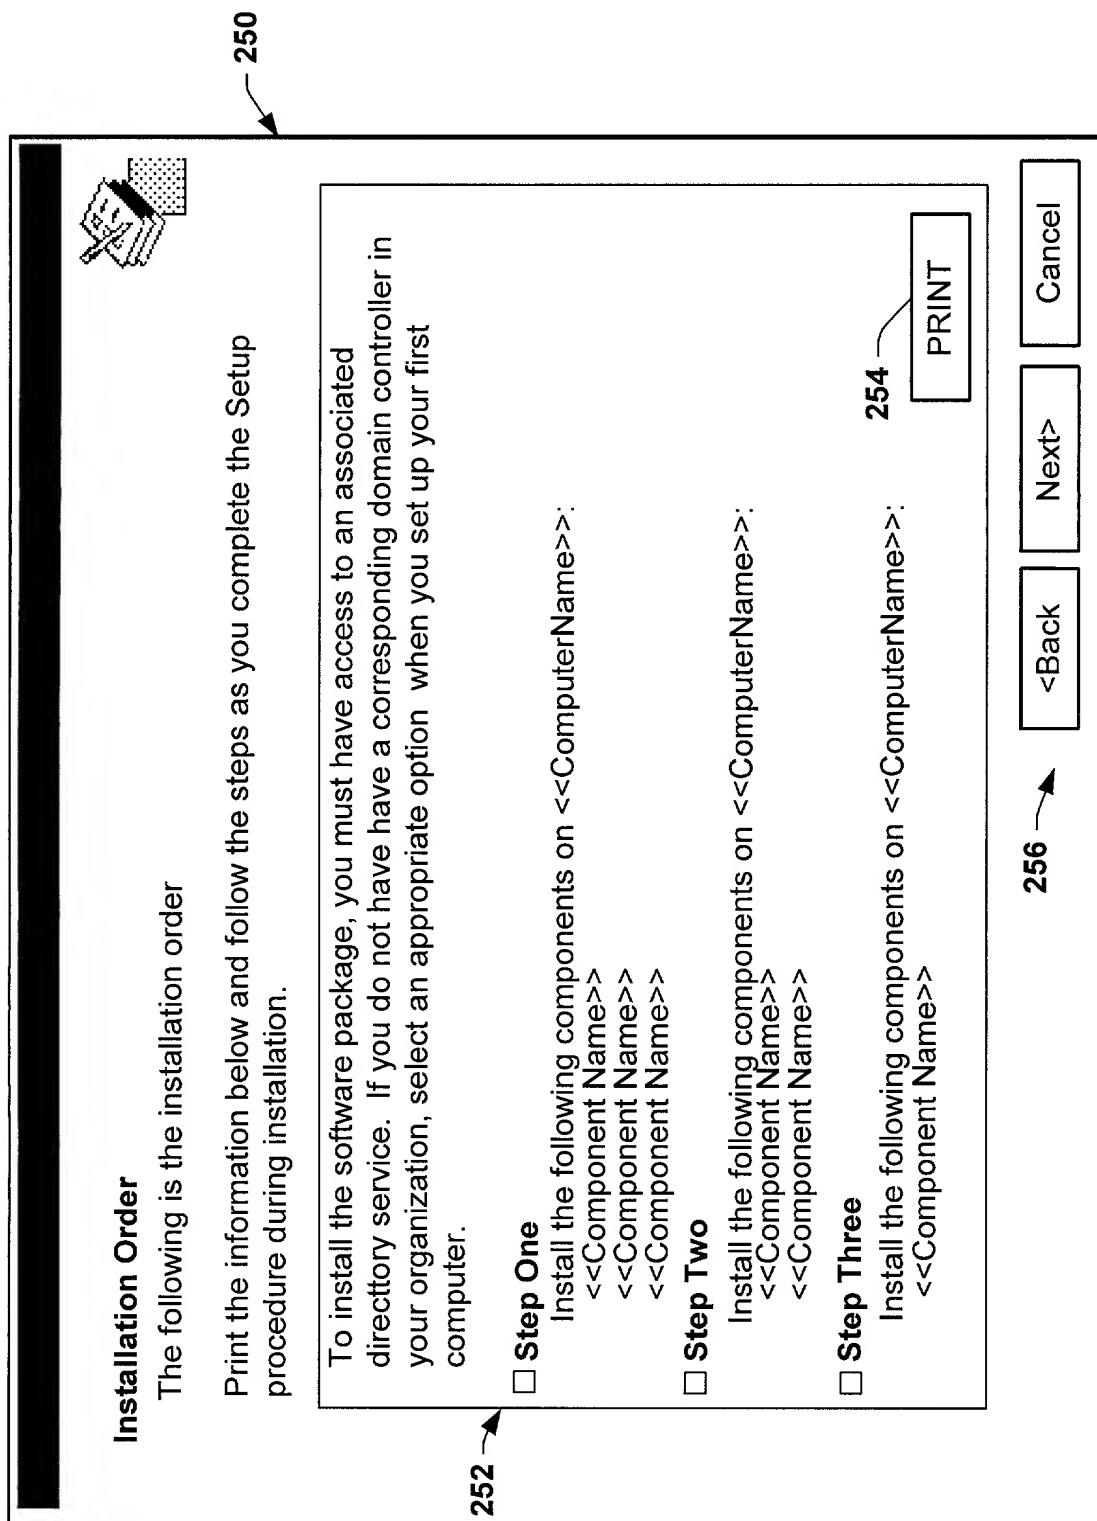 250
Installation Order
The following is the installation order
Print the information below and follow the steps as you complete the Setup
procedure during installation.
252
To install the software package, you must have access to an associated
directtory service.  If you do not have have a corresponding domain controller in
your organization, select an appropriate option  when you set up your first
computer.
Step One
Install the following components on <<ComputerName>>:
<<Component Name>>
<<Component Name>>
<<Component Name>>
Step Two
Install the following components on <<ComputerName>>:
<<Component Name>>
<<Component Name>>
Step Three
Install the following components on <<ComputerName>>:
<<Component Name>>
254
PRINT
256
<Back
Next>
Cancel